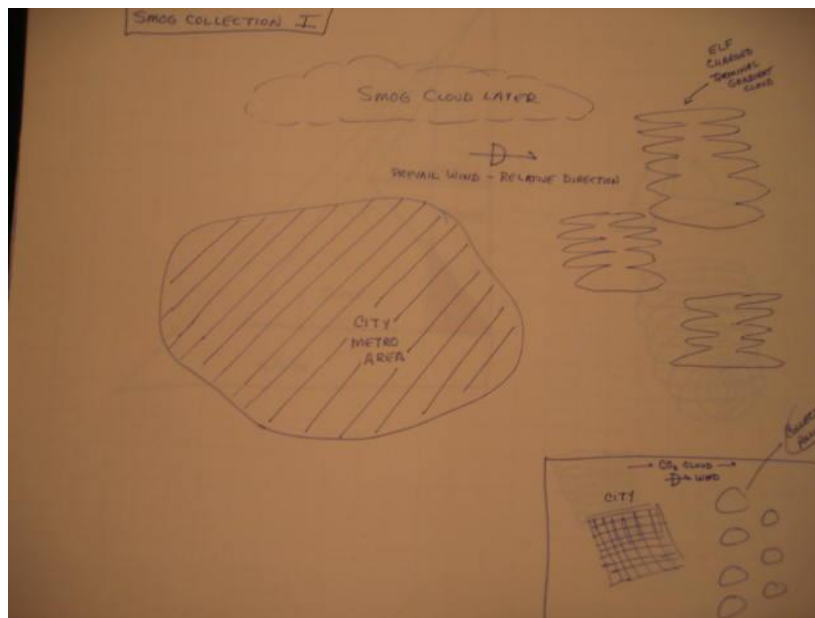 SMOG COLLECTION I
ELF
CHARGED
TERMINAL
GRADIENT
CLOUD
SMOG CLOUD LAYER
PREVAIL WIND - RELATIVE DIRECTION
CITY
METRO
AREA
CO₂ CLOUD
WIND
CITY